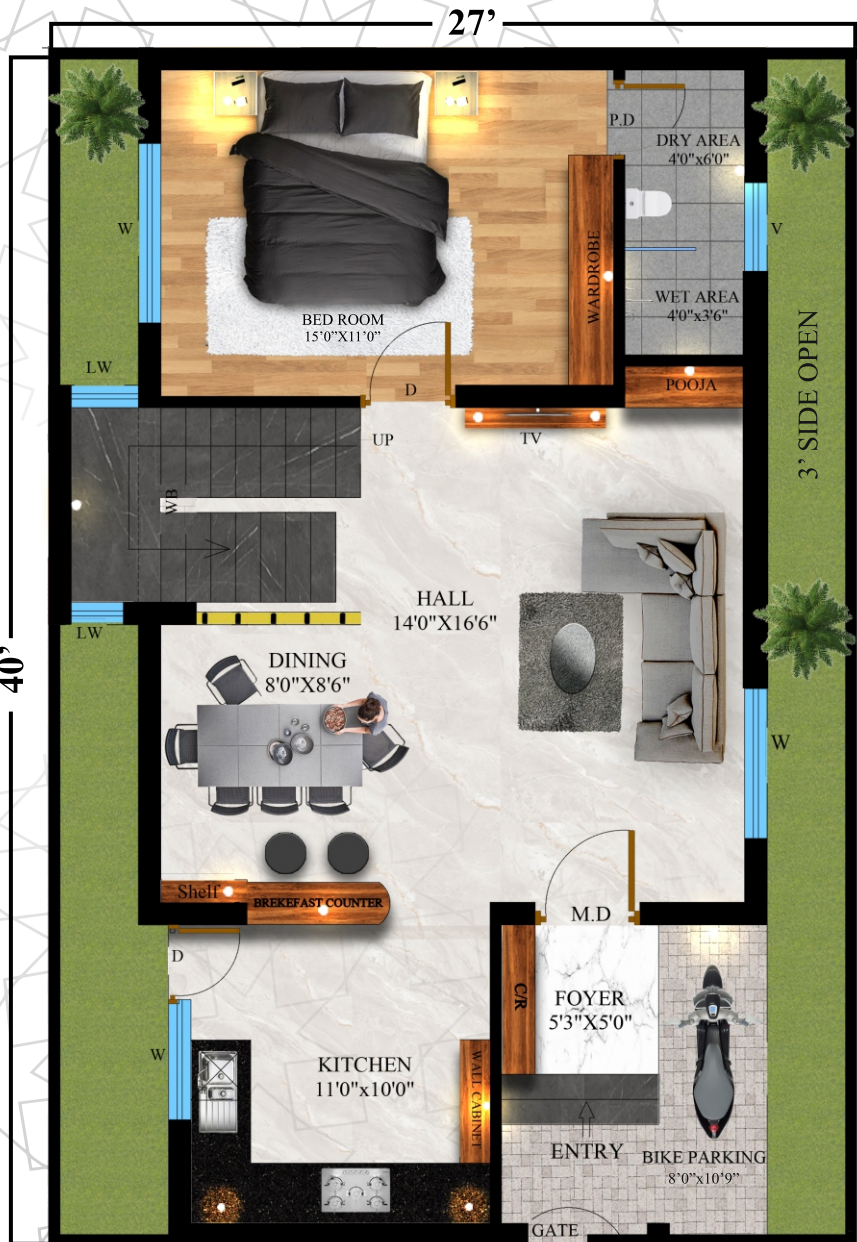 27’
P.D
DRY AREA
4'0"x6'0"
W
V
WARDROBE
WET AREA
4'0"x3'6"
BED ROOM
15’0”X11’0”
LW
D
POOJA
3’ SIDE OPEN
UP
TV
WB
HALL
14'0"X16'6"
LW
40’
DINING
8'0"X8'6"
W
Shelf
BREKEFAST COUNTER
M.D
D
C/R
FOYER
5'3"X5'0"
W
KITCHEN
11'0"x10'0"
WALL CABINET
ENTRY
BIKE PARKING
8’0”x10’9”
GATE